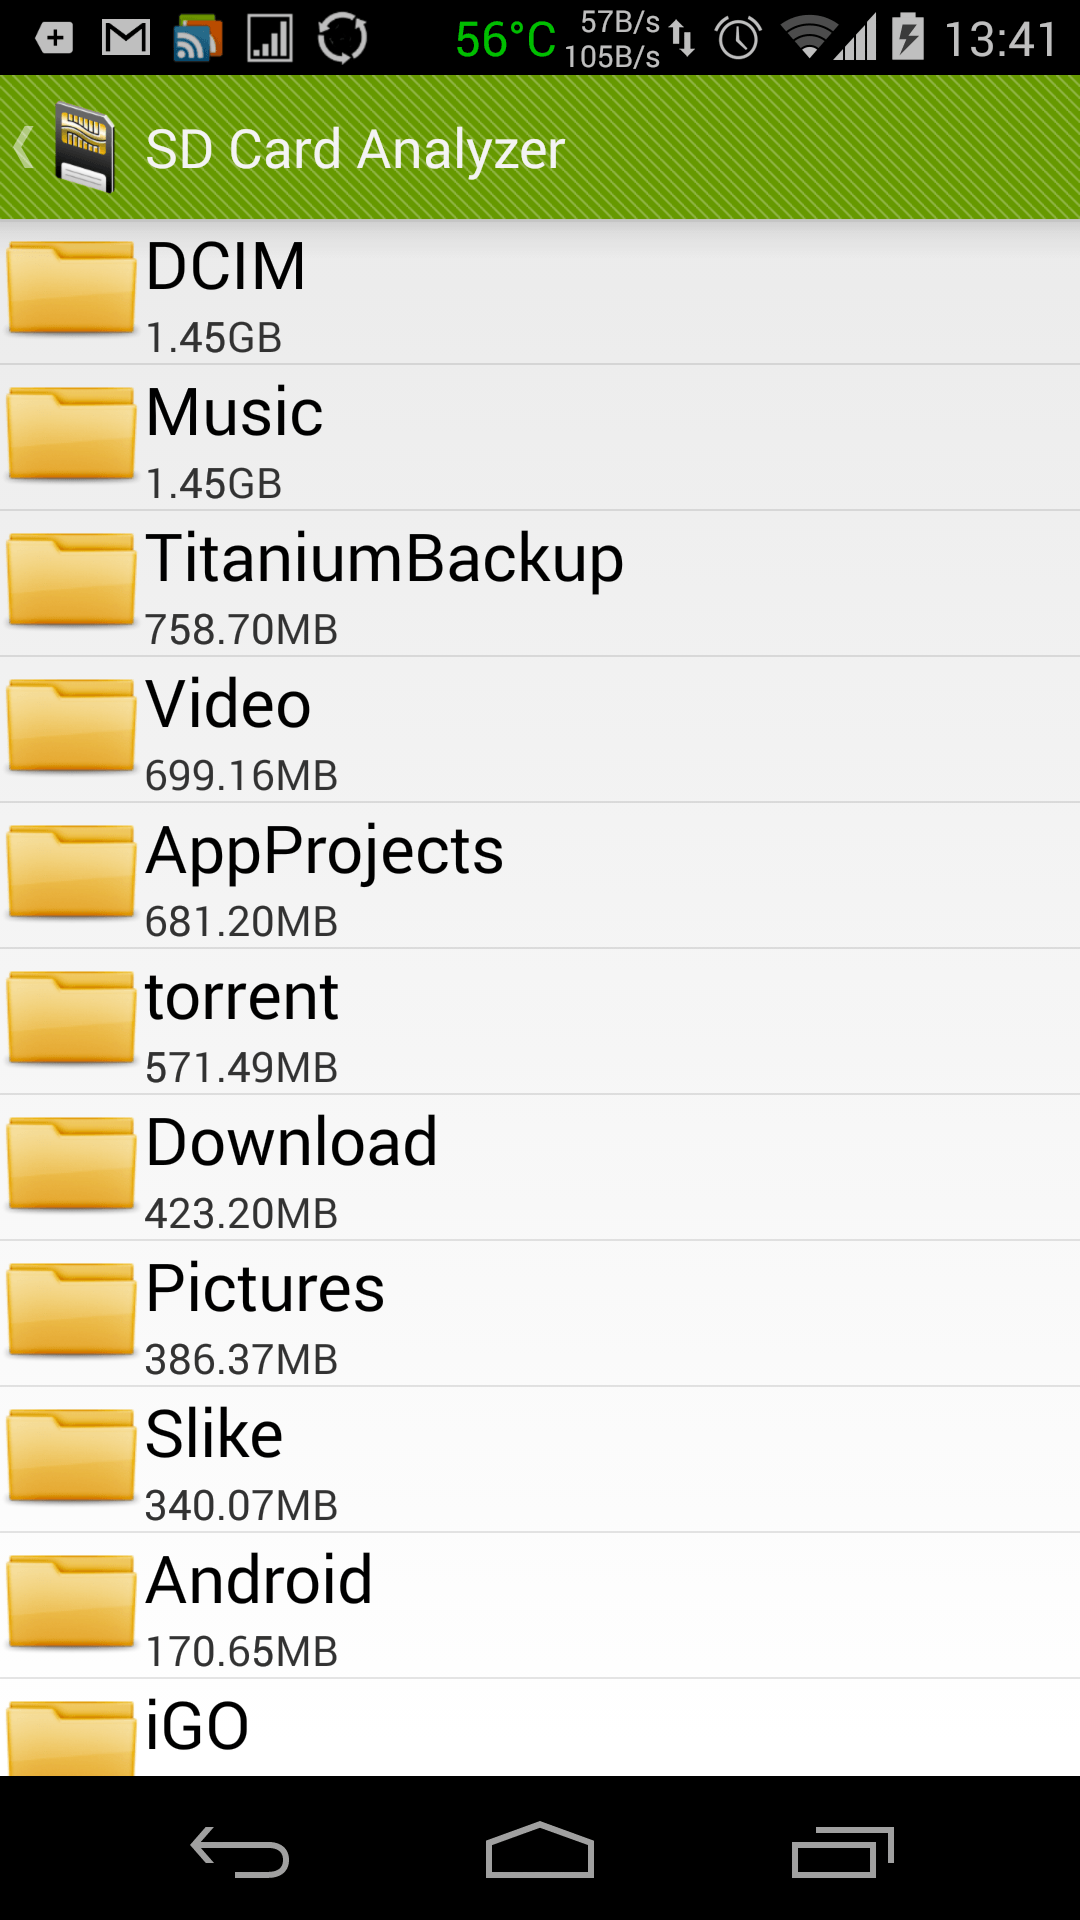 56°C 57B/s 105B/s 13:41
SD Card Analyzer
DCIM
1.45GB
Music
1.45GB
TitaniumBackup
758.70MB
Video
699.16MB
AppProjects
681.20MB
torrent
571.49MB
Download
423.20MB
Pictures
386.37MB
Slike
340.07MB
Android
170.65MB
iGO